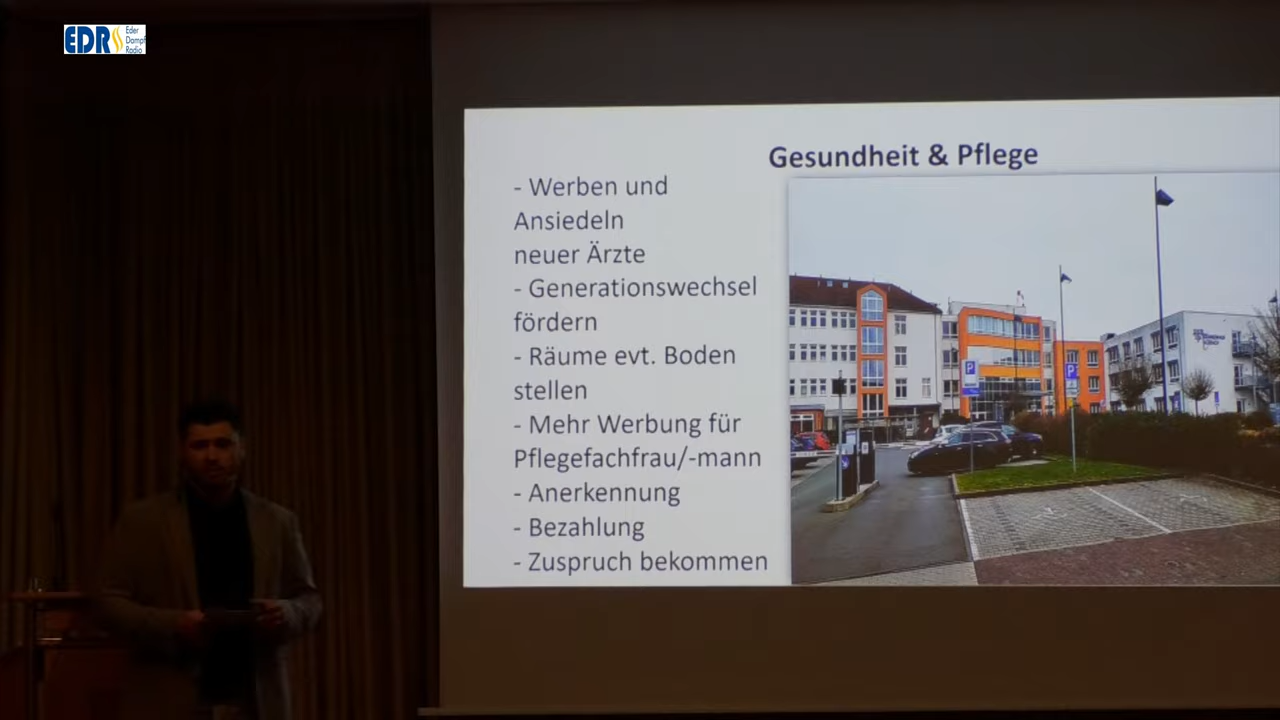 EDR
Eder
Dampf
Radio
Gesundheit & Pflege
- Werben und
Ansiedeln
neuer Ärzte
- Generationswechsel
fördern
- Räume evt. Boden
stellen
- Mehr Werbung für
Pflegefachfrau/-mann
- Anerkennung
- Bezahlung
- Zuspruch bekommen
P
P